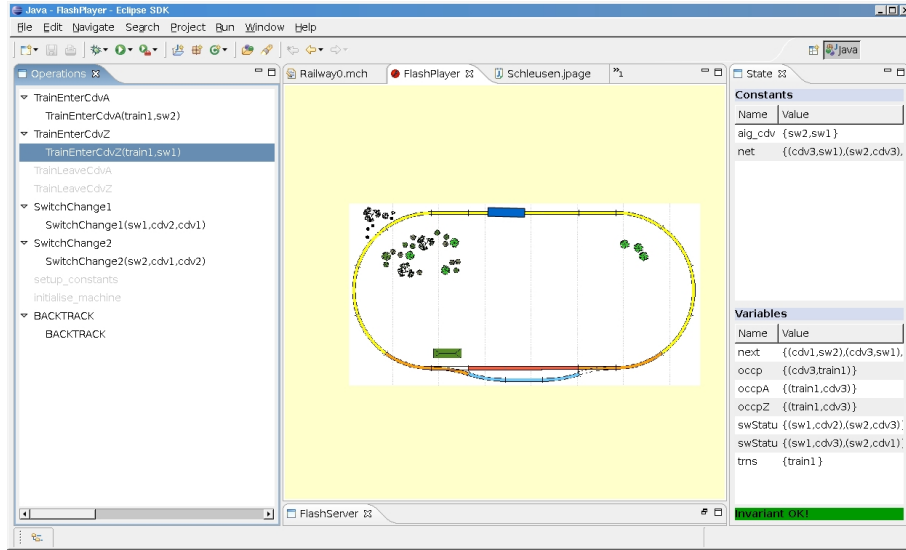 Java - FlashPlayer - Eclipse SDK
File Edit Navigate Search Project Run Window Help
Java
Operations
TrainEnterCdvA
TrainEnterCdvA(train1,sw2)
TrainEnterCdvZ
TrainEnterCdvZ(train1,sw1)
TrainLeaveCdvA
TrainLeaveCdvZ
SwitchChange1
SwitchChange1(sw1,cdv2,cdv1)
SwitchChange2
SwitchChange2(sw2,cdv1,cdv2)
setup_constants
initialise_machine
BACKTRACK
BACKTRACK
Railway0.mch FlashPlayer Schleusen.jpage »1
FlashServer
State
Constants
Name Value
aig_cdv {sw2,sw1}
net {(cdv3,sw1),(sw2,cdv3),
Variables
Name Value
next {(cdv1,sw2),(cdv3,sw1),
occp {(cdv3,train1)}
occpA {(train1,cdv3)}
occpZ {(train1,cdv3)}
swStatu {(sw1,cdv2),(sw2,cdv3)}
swStatu {(sw1,cdv3),(sw2,cdv1)}
trns {train1}
Invariant OK!